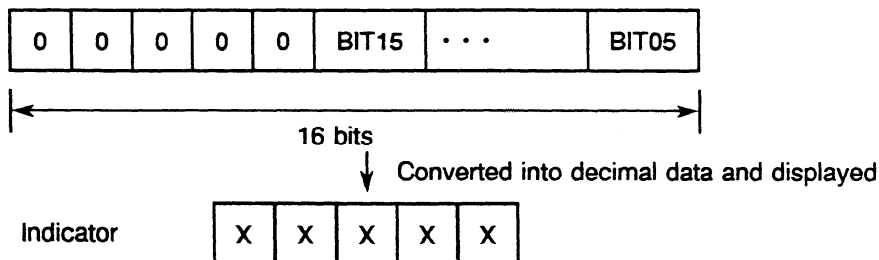 0 0 0 0 0 BIT15 · · · BIT05
16 bits
Converted into decimal data and displayed
Indicator X X X X X